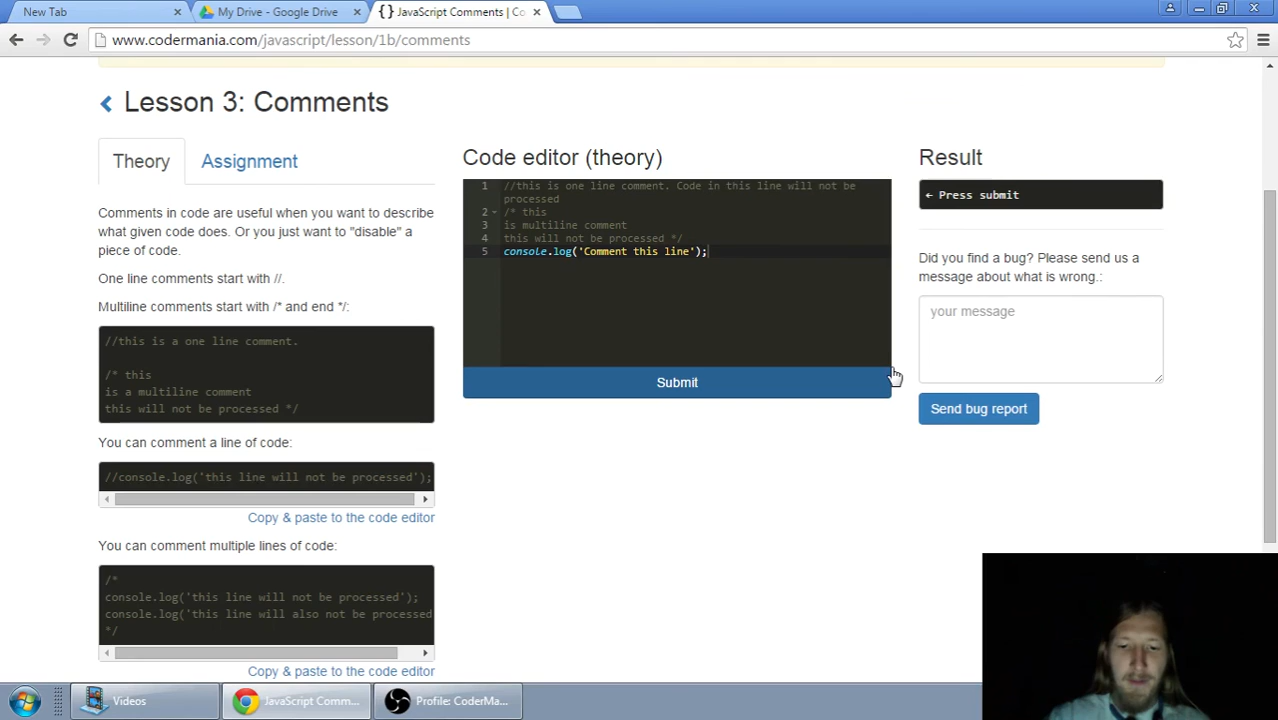 New Tab
My Drive - Google Drive
{ } JavaScript Comments | Co
www.codermania.com/javascript/lesson/1b/comments
Lesson 3: Comments
Theory
Assignment
Comments in code are useful when you want to describe
what given code does. Or you just want to "disable" a
piece of code.
One line comments start with //.
Multiline comments start with /* and end */:
//this is a one line comment.
/* this
is a multiline comment
this will not be processed */
You can comment a line of code:
//console.log('this line will not be processed');
Copy & paste to the code editor
You can comment multiple lines of code:
/*
console.log('this line will not be processed');
console.log('this line will also not be processed
*/
Copy & paste to the code editor
Code editor (theory)
1 //this is one line comment. Code in this line will not be
processed
2 /* this
3 is multiline comment
4 this will not be processed */
5 console.log('Comment this line');
Submit
Result
← Press submit
Did you find a bug? Please send us a
message about what is wrong.:
your message
Send bug report
Videos
JavaScript Comm...
Profile: CoderMa...